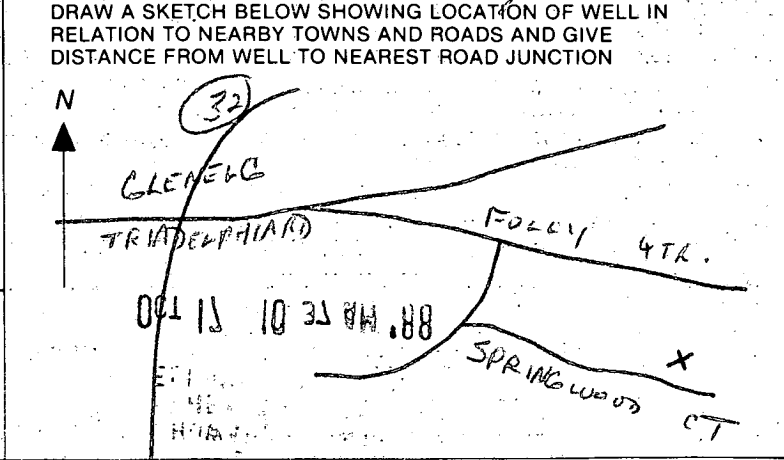 DRAW A SKETCH BELOW SHOWING LOCATION OF WELL IN
RELATION TO NEARBY TOWNS AND ROADS AND GIVE
DISTANCE FROM WELL TO NEAREST ROAD JUNCTION
N
32
GLENELG
TRIADELPHIA RD
FOLLY 4TR.
OCT 17 10 37 AM '88
SPRINGWOOD CT
X